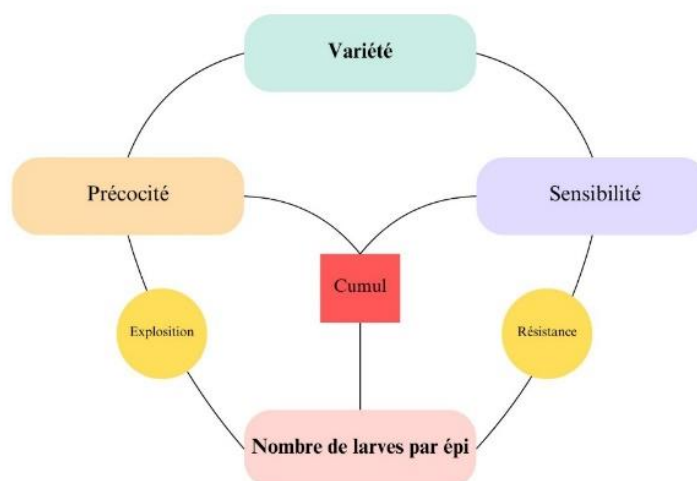 Variété
Précocité
Sensibilité
Cumul
Explosition
Résistance
Nombre de larves par épi